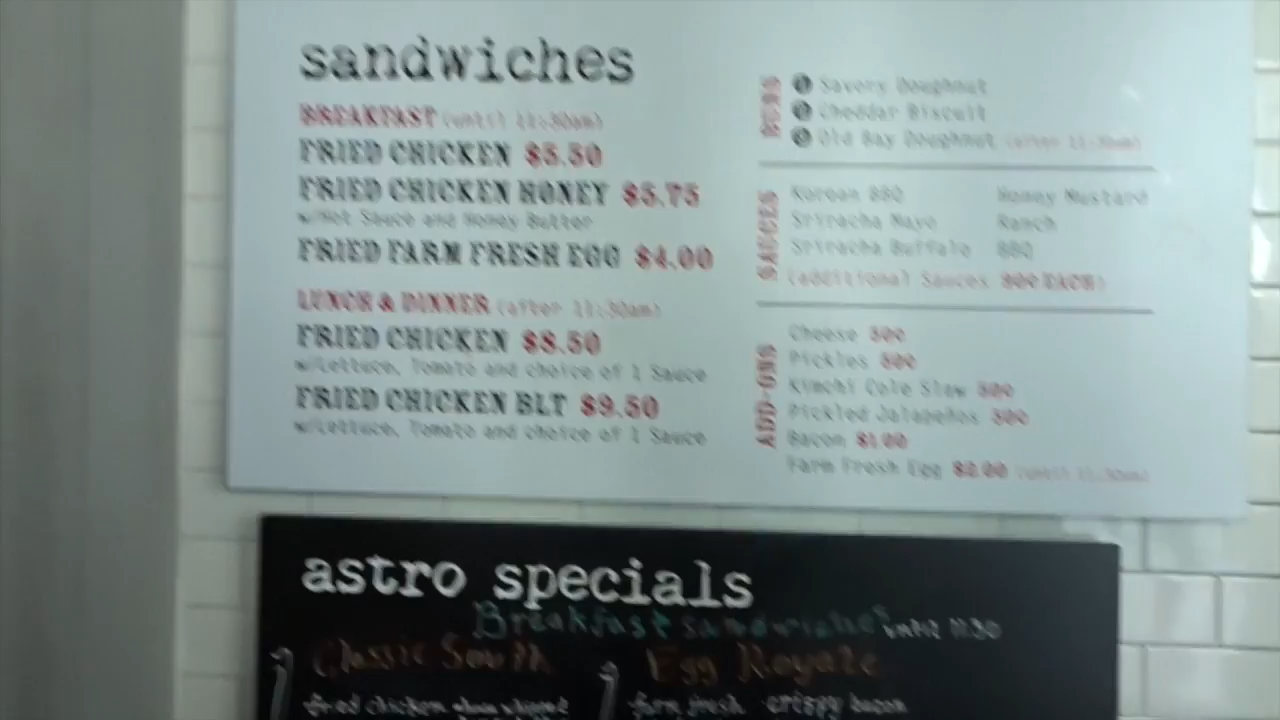 sandwiches
BREAKFAST (until 11:30am)
FRIED CHICKEN $5.50
FRIED CHICKEN HONEY $5.75
w/Hot Sauce and Honey Butter
FRIED FARM FRESH EGG $4.00
LUNCH & DINNER (after 11:30am)
FRIED CHICKEN $8.50
w/Lettuce, Tomato and choice of 1 Sauce
FRIED CHICKEN BLT $9.50
w/Lettuce, Tomato and choice of 1 Sauce
BUNS
Savory Doughnut
Cheddar Biscuit
Old Bay Doughnut (after 11:30am)
SAUCES
Korean BBQ Honey Mustard
Sriracha Mayo Ranch
Sriracha Buffalo BBQ
(additional Sauces EACH)
ADD-ONS
Cheese 50¢
Pickles 50¢
Kimchi Cole Slaw 50¢
Pickled Jalapeños 50¢
Bacon $1.00
Farm Fresh Egg $2.00 (until 11:30am)
astro specials
Breakfast sandwiches until 11:30
Classic South Egg Royale
fried chicken farm fresh crispy bacon